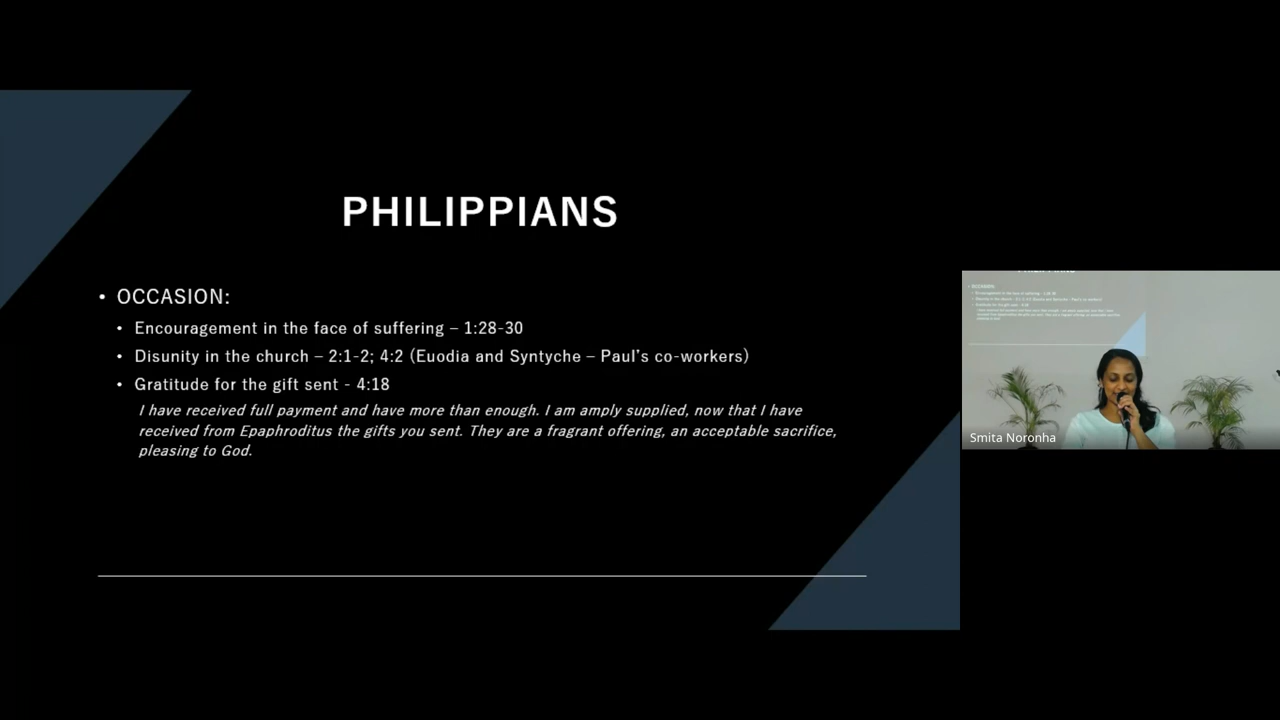 PHILIPPIANS
• OCCASION:
• Encouragement in the face of suffering – 1:28-30
• Disunity in the church – 2:1-2; 4:2 (Euodia and Syntyche – Paul's co-workers)
• Gratitude for the gift sent - 4:18
I have received full payment and have more than enough. I am amply supplied, now that I have
received from Epaphroditus the gifts you sent. They are a fragrant offering, an acceptable sacrifice,
pleasing to God.
Smita Noronha